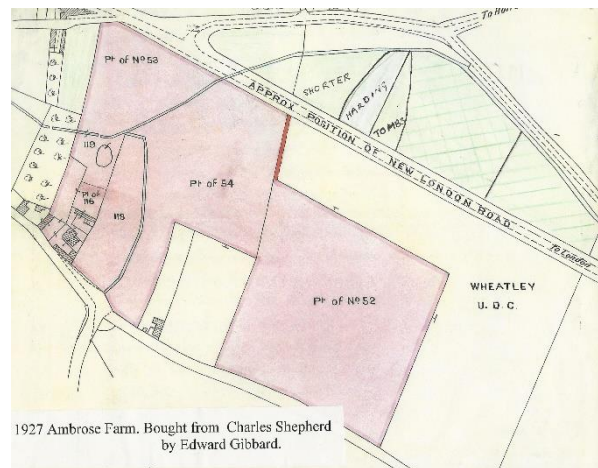 To
Pt of Nº 53
SHORTER
HARDING
TOMBS
APPROX. POSITION OF NEW LONDON ROAD
119
Pt of 54
Pt of
116
115
To London
Pt of Nº 52
WHEATLEY
U. D. C.
1927 Ambrose Farm. Bought from Charles Shepherd
by Edward Gibbard.